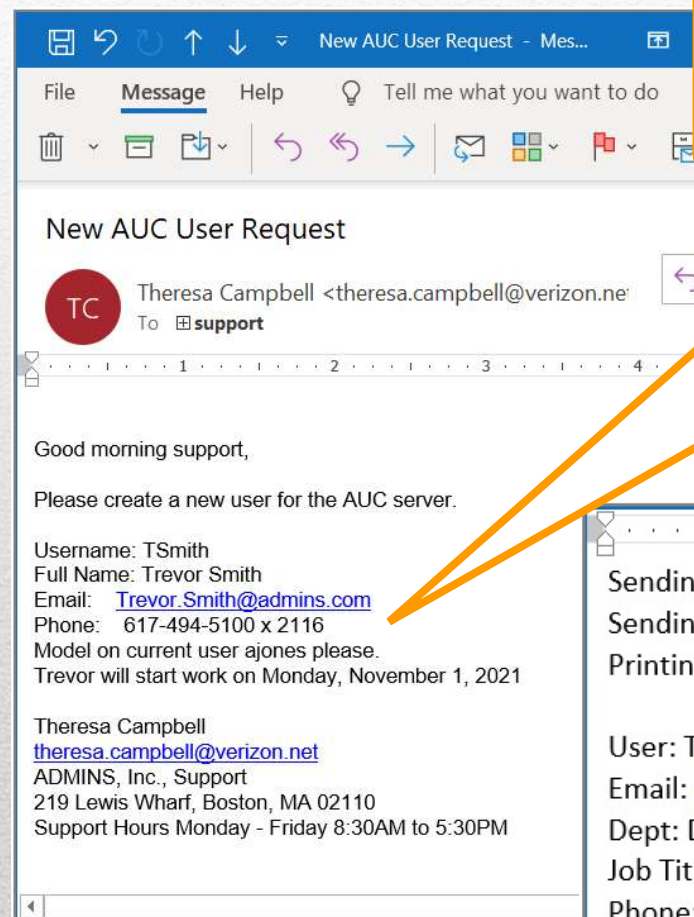 New AUC User Request - Mes...
File Message Help Tell me what you want to do
New AUC User Request
TC
Theresa Campbell <theresa.campbell@verizon.ne
To support
1 2 3 4
Good morning support,
Please create a new user for the AUC server.
Username: TSmith
Full Name: Trevor Smith
Email: Trevor.Smith@admins.com
Phone: 617-494-5100 x 2116
Model on current user ajones please.
Trevor will start work on Monday, November 1, 2021
Theresa Campbell
theresa.campbell@verizon.net
ADMINS, Inc., Support
219 Lewis Wharf, Boston, MA 02110
Support Hours Monday - Friday 8:30AM to 5:30PM
Sendin
Sendin
Printin
User: T
Email:
Dept: D
Job Tit
Phone: